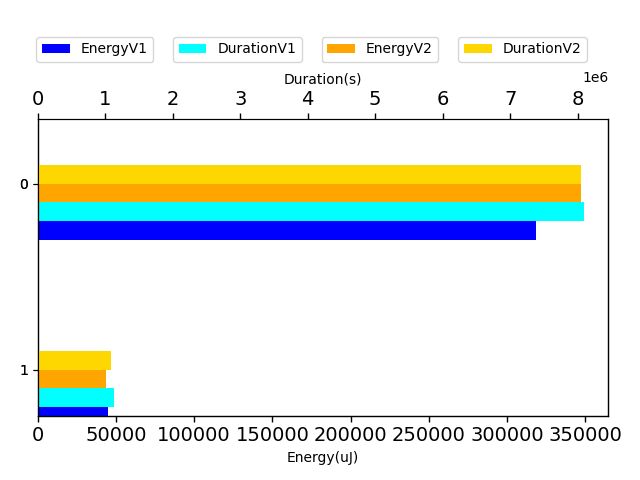 EnergyV1 DurationV1 EnergyV2 DurationV2
Duration(s) 1e6
0 1 2 3 4 5 6 7 8
0
1
0 50000 100000 150000 200000 250000 300000 350000
Energy(uJ)